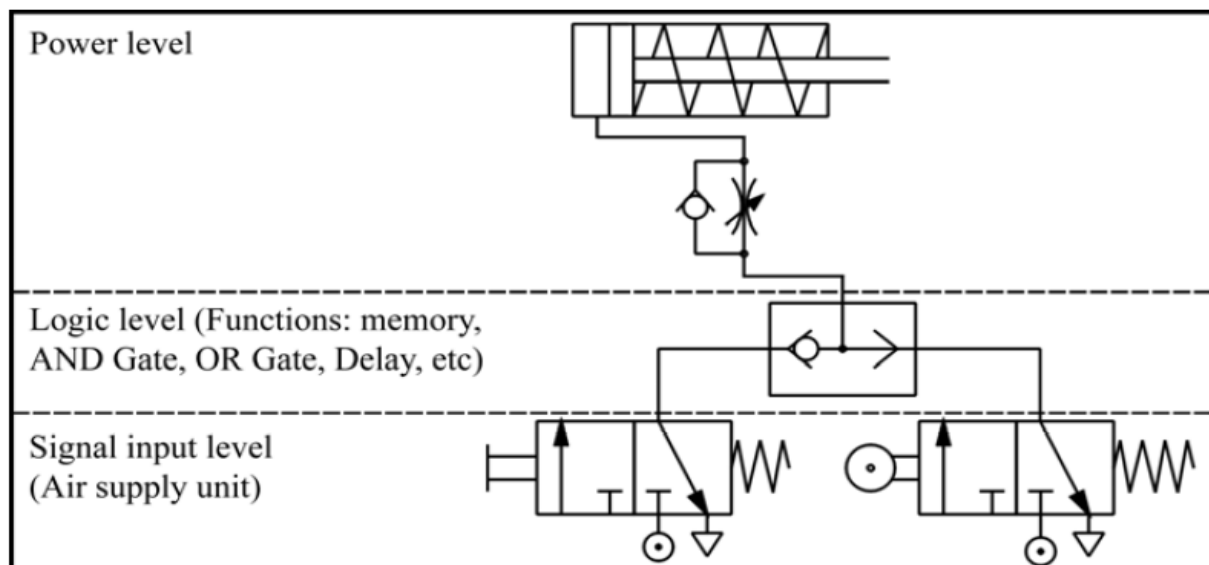 Power level
Logic level (Functions: memory,
AND Gate, OR Gate, Delay, etc)
Signal input level
(Air supply unit)